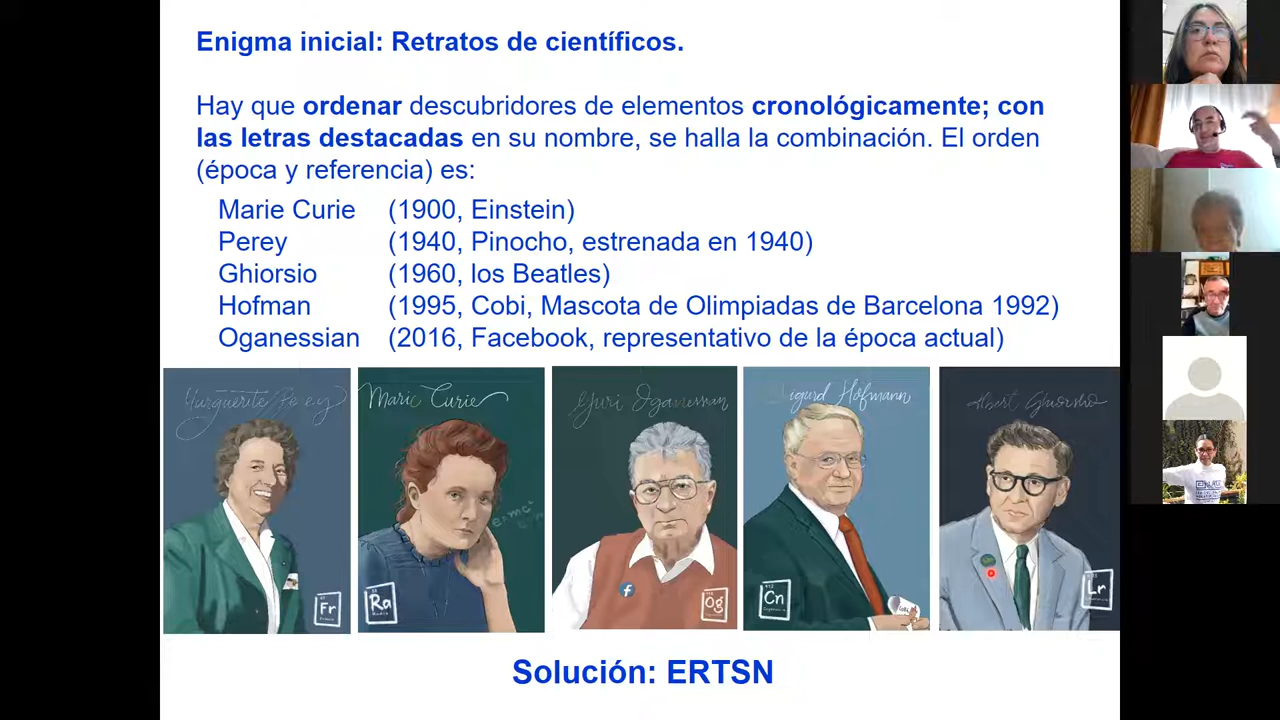 Enigma inicial: Retratos de científicos.
Hay que ordenar descubridores de elementos cronológicamente; con
las letras destacadas en su nombre, se halla la combinación. El orden
(época y referencia) es:
Marie Curie (1900, Einstein)
Perey (1940, Pinocho, estrenada en 1940)
Ghiorsio (1960, los Beatles)
Hofman (1995, Cobi, Mascota de Olimpiadas de Barcelona 1992)
Oganessian (2016, Facebook, representativo de la época actual)
Marie Curie
Yuri Oganessian
igurd Hofmann
Fr
Ra
f
Og
Cn
Lr
Solución: ERTSN